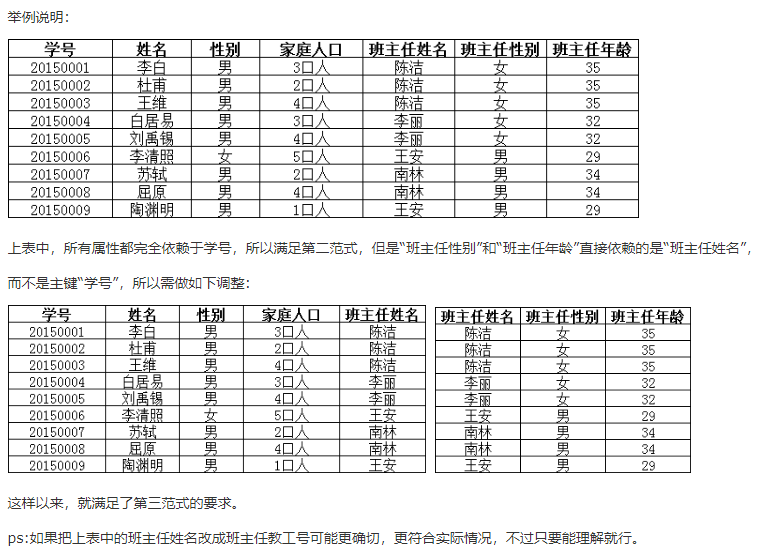 举例说明：
学号 姓名 性别 家庭人口 班主任姓名 班主任性别 班主任年龄
20150001 李白 男 3口人 陈洁 女 35
20150002 杜甫 男 2口人 陈洁 女 35
20150003 王维 男 4口人 陈洁 女 35
20150004 白居易 男 3口人 李丽 女 32
20150005 刘禹锡 男 4口人 李丽 女 32
20150006 李清照 女 5口人 王安 男 29
20150007 苏轼 男 2口人 南林 男 34
20150008 屈原 男 4口人 南林 男 34
20150009 陶渊明 男 1口人 王安 男 29
上表中，所有属性都完全依赖于学号，所以满足第二范式，但是“班主任性别”和“班主任年龄”直接依赖的是“班主任姓名”，
而不是主键“学号”，所以需做如下调整：
学号 姓名 性别 家庭人口 班主任姓名
20150001 李白 男 3口人 陈洁
20150002 杜甫 男 2口人 陈洁
20150003 王维 男 4口人 陈洁
20150004 白居易 男 3口人 李丽
20150005 刘禹锡 男 4口人 李丽
20150006 李清照 女 5口人 王安
20150007 苏轼 男 2口人 南林
20150008 屈原 男 4口人 南林
20150009 陶渊明 男 1口人 王安
班主任姓名 班主任性别 班主任年龄
陈洁 女 35
陈洁 女 35
陈洁 女 35
李丽 女 32
李丽 女 32
王安 男 29
南林 男 34
南林 男 34
王安 男 29
这样以来，就满足了第三范式的要求。
ps:如果把上表中的班主任姓名改成班主任教工号可能更确切，更符合实际情况，不过只要能理解就行。